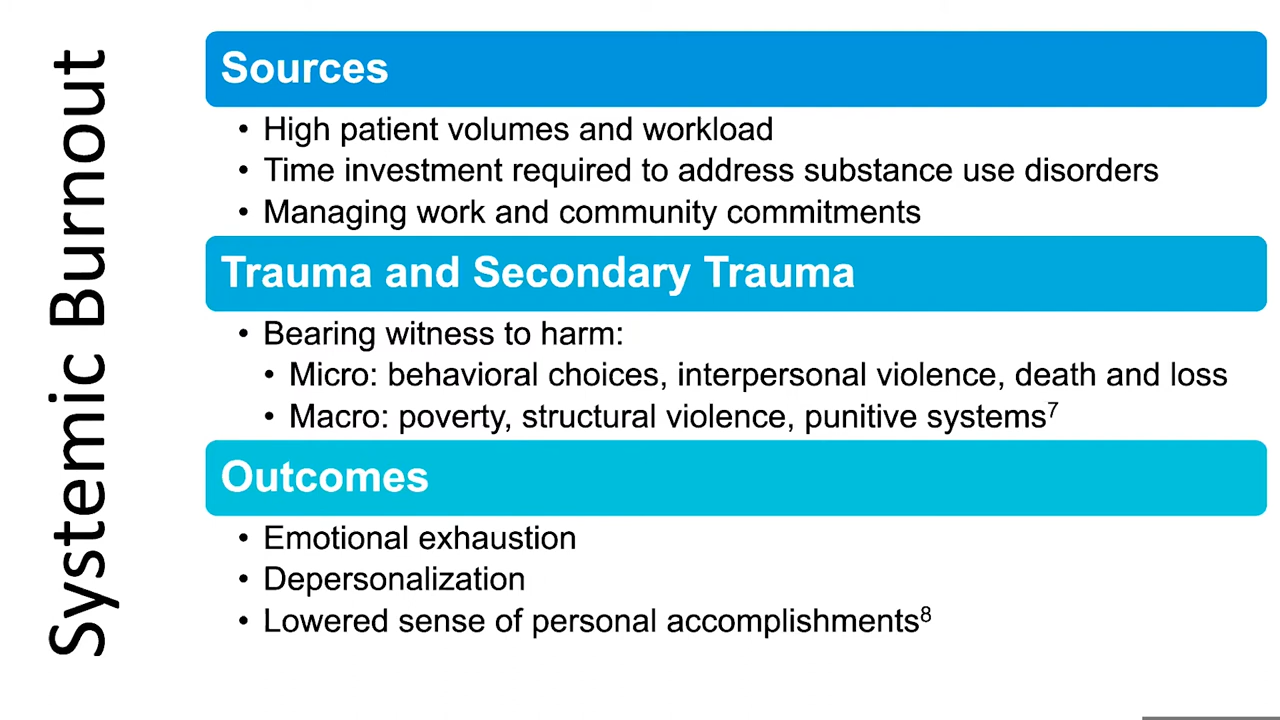 Systemic Burnout
Sources
• High patient volumes and workload
• Time investment required to address substance use disorders
• Managing work and community commitments
Trauma and Secondary Trauma
• Bearing witness to harm:
• Micro: behavioral choices, interpersonal violence, death and loss
• Macro: poverty, structural violence, punitive systems⁷
Outcomes
• Emotional exhaustion
• Depersonalization
• Lowered sense of personal accomplishments⁸